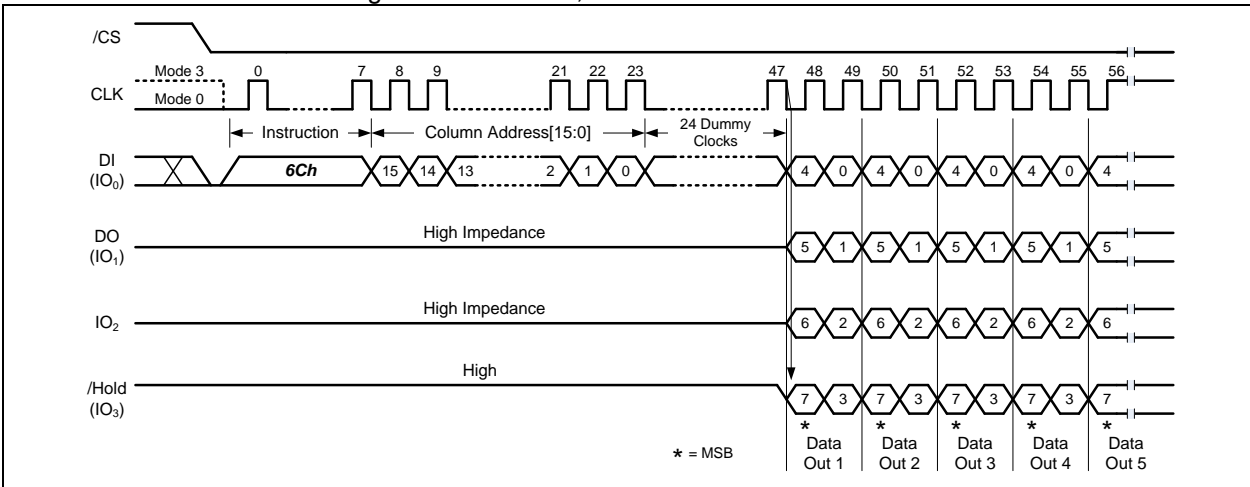 /CS
Mode 3 0 7 8 9 21 22 23 47 48 49 50 51 52 53 54 55 56
CLK
Mode 0
Instruction Column Address[15:0] 24 Dummy
Clocks
DI
(IO0)
6Ch 15 14 13 2 1 0 4 0 4 0 4 0 4 0 4
High Impedance
DO
(IO1)
5 1 5 1 5 1 5 1 5
High Impedance
IO2
6 2 6 2 6 2 6 2 6
High
/Hold
(IO3)
7 3 7 3 7 3 7 3 7
* * * * *
* = MSB
Data Data Data Data Data
Out 1 Out 2 Out 3 Out 4 Out 5